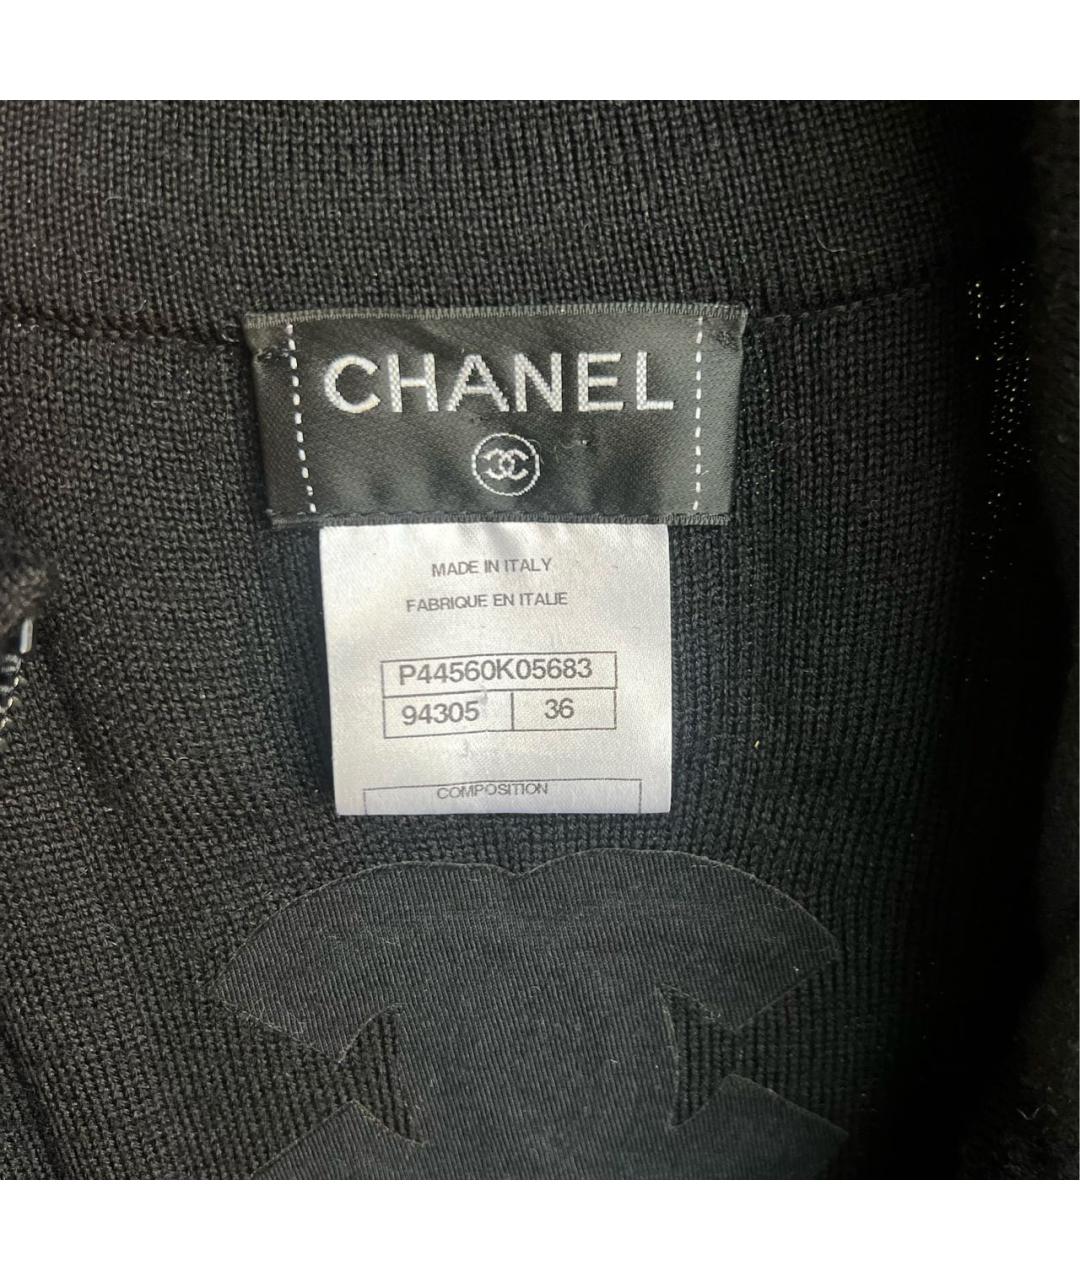 CHANEL
MADE IN ITALY
FABRIQUE EN ITALIE
P44560K05683
94305 36
COMPOSITION